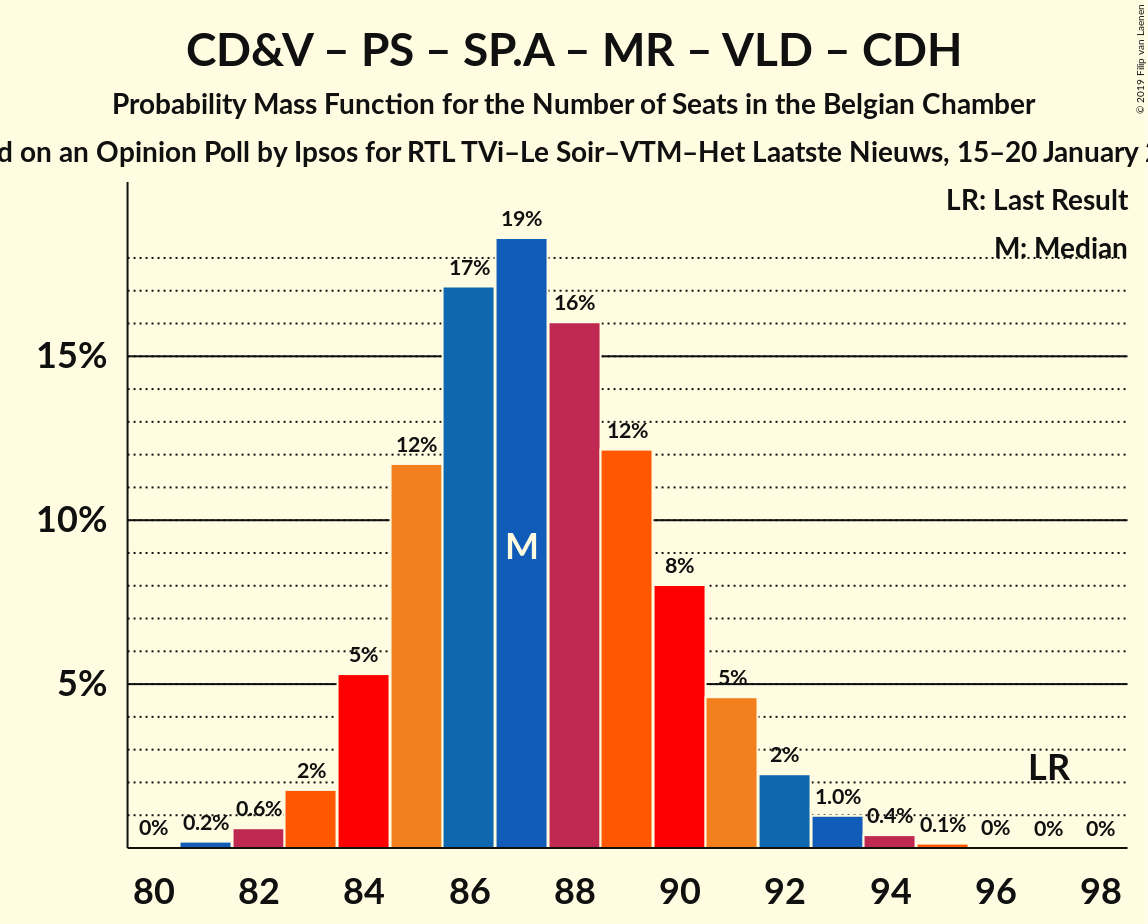 CD&V – PS – SP.A – MR – VLD – CDH
Probability Mass Function for the Number of Seats in the Belgian Chamber
on an Opinion Poll by Ipsos for RTL TVi–Le Soir–VTM–Het Laatste Nieuws, 15–20 January
© 2019 Filip van Laenen
LR: Last Result
M: Median
19%
17%
16%
15%
12%
12%
M
10%
8%
5%
5%
5%
LR
2%
2%
1.0%
0.6%
0.4%
0% 0.2% 0.1% 0% 0% 0%
80 82 84 86 88 90 92 94 96 98